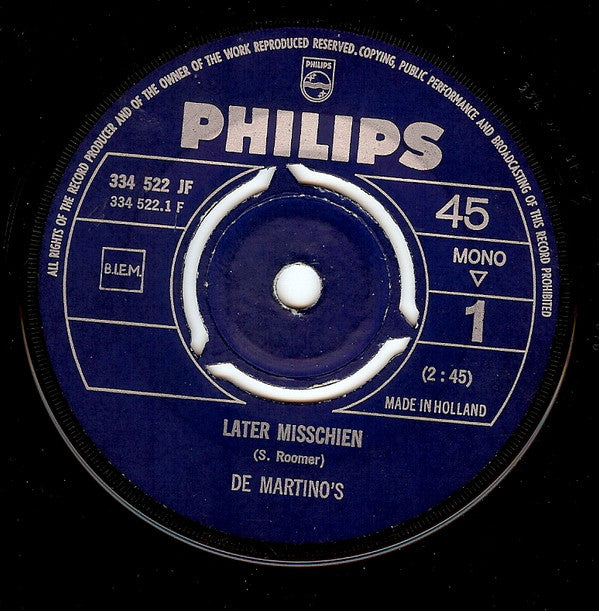 ALL RIGHTS OF THE RECORD PRODUCER AND OF THE OWNER OF THE WORK REPRODUCED RESERVED. COPYING, PUBLIC PERFORMANCE AND BROADCASTING OF THIS RECORD PROHIBITED
PHILIPS
PHILIPS
334 522 JF
334 522.1 F
B.I.E.M.
45
MONO
1
(2 : 45)
MADE IN HOLLAND
LATER MISSCHIEN
(S. Roomer)
DE MARTINO'S